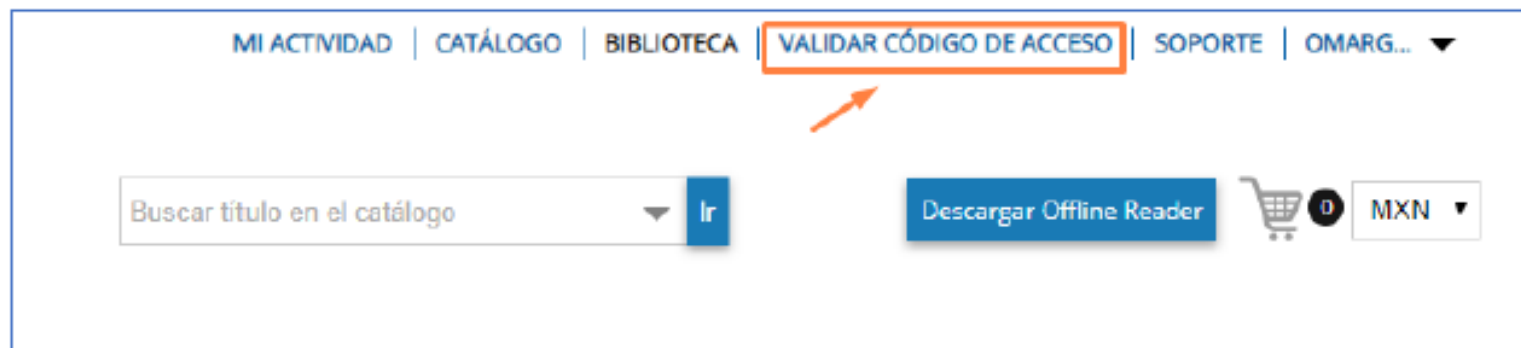 MI ACTIVIDAD | CATÁLOGO | BIBLIOTECA | VALIDAR CÓDIGO DE ACCESO | SOPORTE | OMARG...
Buscar título en el catálogo Ir Descargar Offline Reader 0 MXN